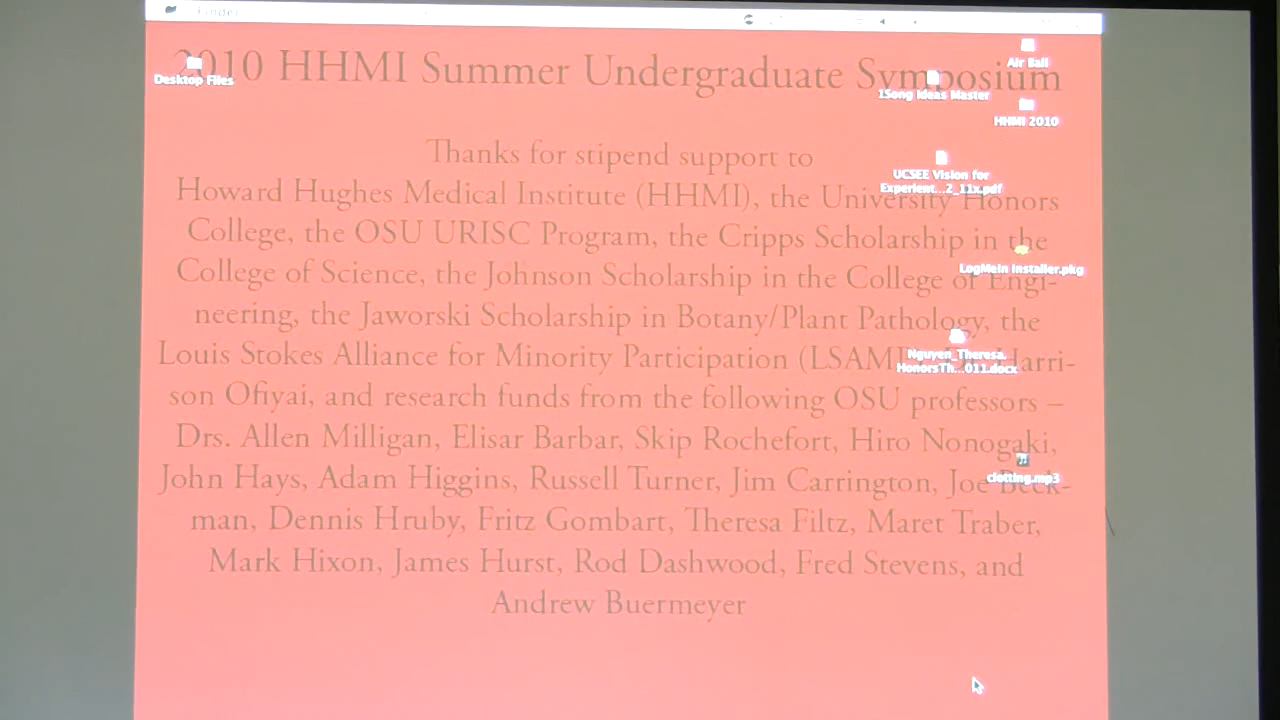 Finder
2010 HHMI Summer Undergraduate Symposium
Desktop Files
Air Ball
1Song Ideas Master
HHMI 2010
Thanks for stipend support to
UCSEE Vision for
Experient...2_11x.pdf
Howard Hughes Medical Institute (HHMI), the University Honors
College, the OSU URISC Program, the Cripps Scholarship in the
LogMeIn Installer.pkg
College of Science, the Johnson Scholarship in the College of Engi-
neering, the Jaworski Scholarship in Botany/Plant Pathology, the
Nguyen_Theresa.
HonorsTh...011.docx
Louis Stokes Alliance for Minority Participation (LSAMP), Harri-
son Ofiyai, and research funds from the following OSU professors –
Drs. Allen Milligan, Elisar Barbar, Skip Rochefort, Hiro Nonogaki,
John Hays, Adam Higgins, Russell Turner, Jim Carrington, Joe Beck-
clotting.mp3
man, Dennis Hruby, Fritz Gombart, Theresa Filtz, Maret Traber,
Mark Hixon, James Hurst, Rod Dashwood, Fred Stevens, and
Andrew Buermeyer